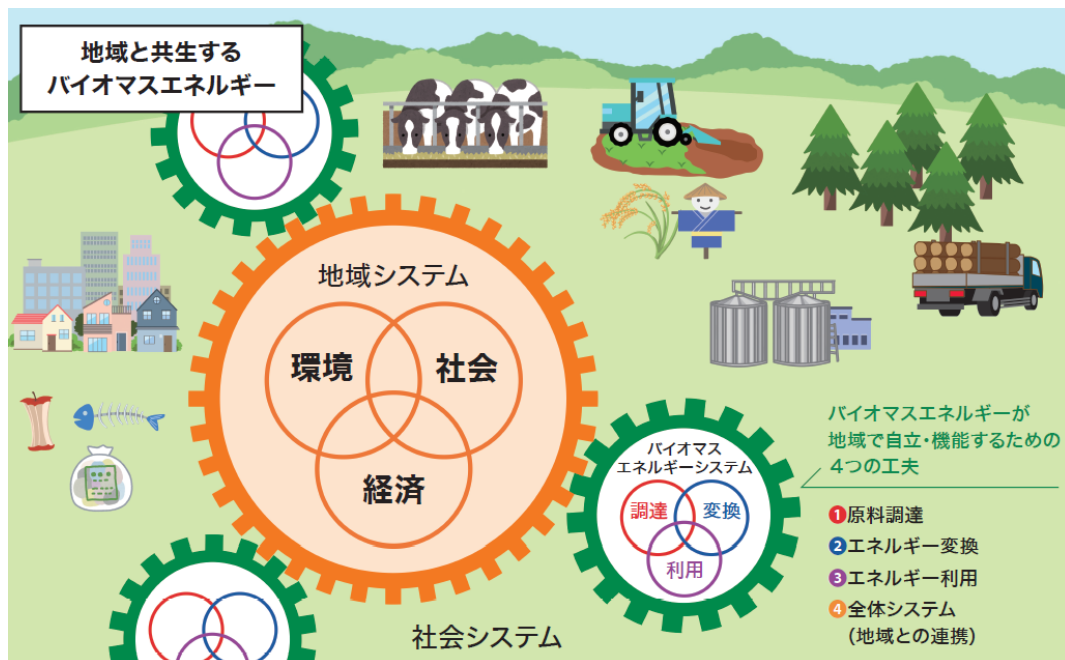 地域と共生する
バイオマスエネルギー
地域システム
環境
社会
経済
バイオマス
エネルギーシステム
調達
変換
利用
バイオマスエネルギーが
地域で自立・機能するための
4つの工夫
❶原料調達
❷エネルギー変換
❸エネルギー利用
❹全体システム
(地域との連携)
社会システム